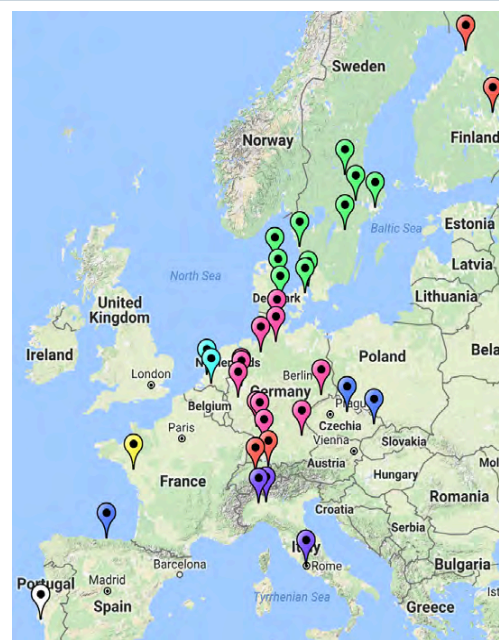 Sweden
Norway
Finland
Baltic Sea
Estonia
Latvia
North Sea
Lithuania
United
Kingdom
Ireland
London
Berlin
Poland
Germany
Belgium
Paris
Czechia
Vienna
Slovakia
Austria
Hungary
France
Croatia
Romania
Serbia
Barcelona
Rome
Bulgaria
Portugal
Madrid
Spain
Tyrrhenian Sea
Greece